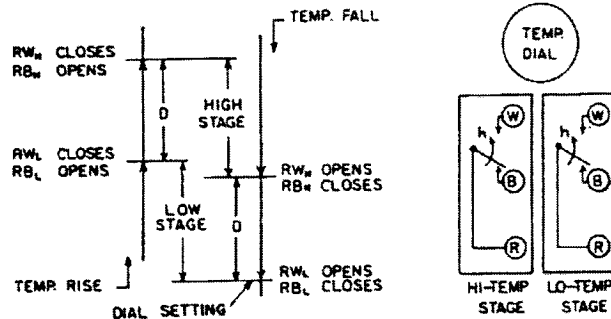 TEMP. FALL
RWH CLOSES
RBH OPENS
D
HIGH
STAGE
RWL CLOSES
RBL OPENS
RWH OPENS
RBH CLOSES
LOW
STAGE
D
RWL OPENS
RBL CLOSES
TEMP. RISE
DIAL SETTING
TEMP.
DIAL
W
h
B
R
W
h
B
R
HI-TEMP
STAGE
LO-TEMP
STAGE